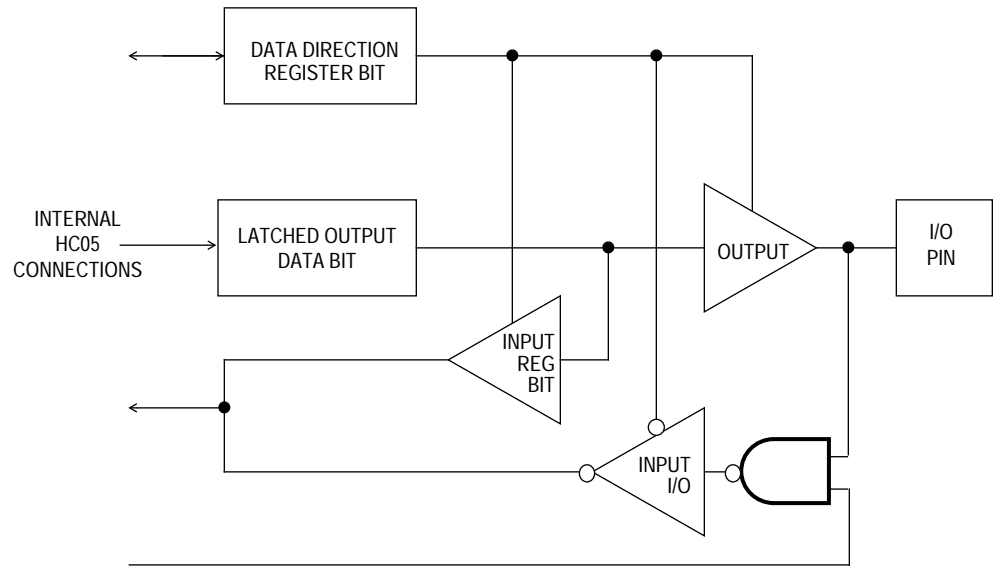 DATA DIRECTION
REGISTER BIT
INTERNAL
HC05
CONNECTIONS
LATCHED OUTPUT
DATA BIT
OUTPUT
I/O
PIN
INPUT
REG
BIT
INPUT
I/O